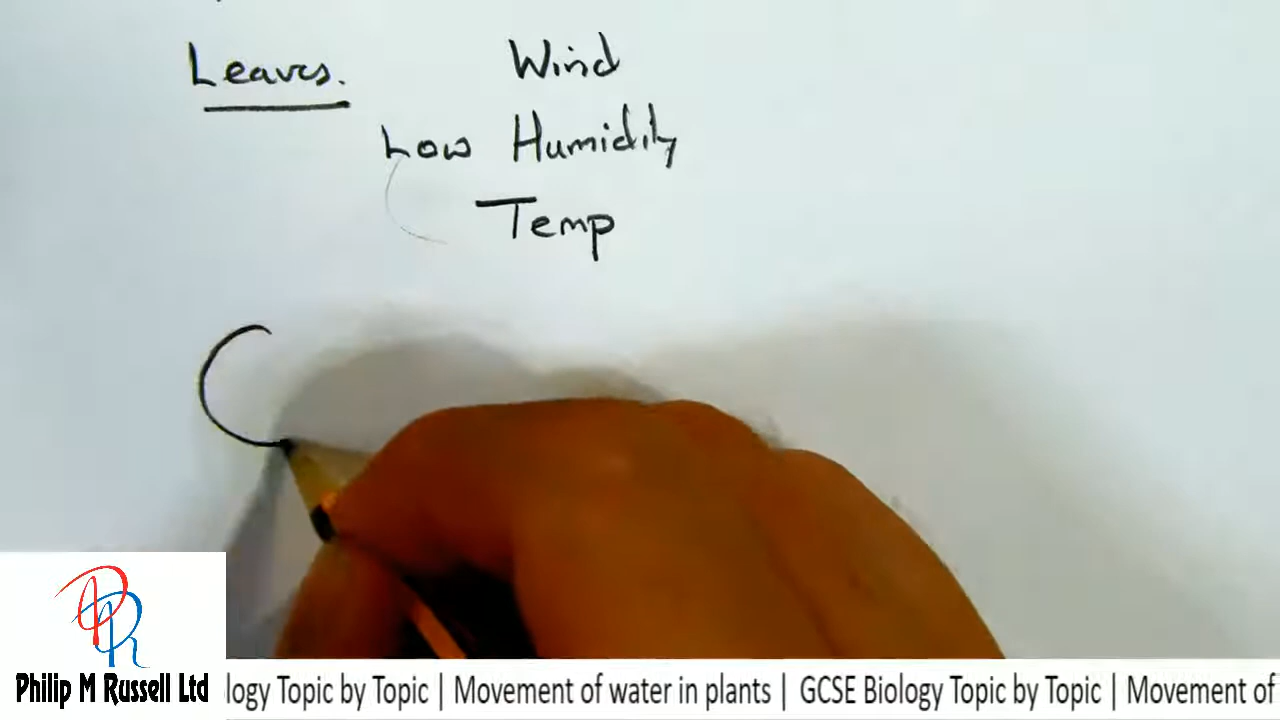 Leaves.
Wind
Low Humidity
Temp
Philip M Russell Ltd
logy Topic by Topic | Movement of water in plants | GCSE Biology Topic by Topic | Movement of